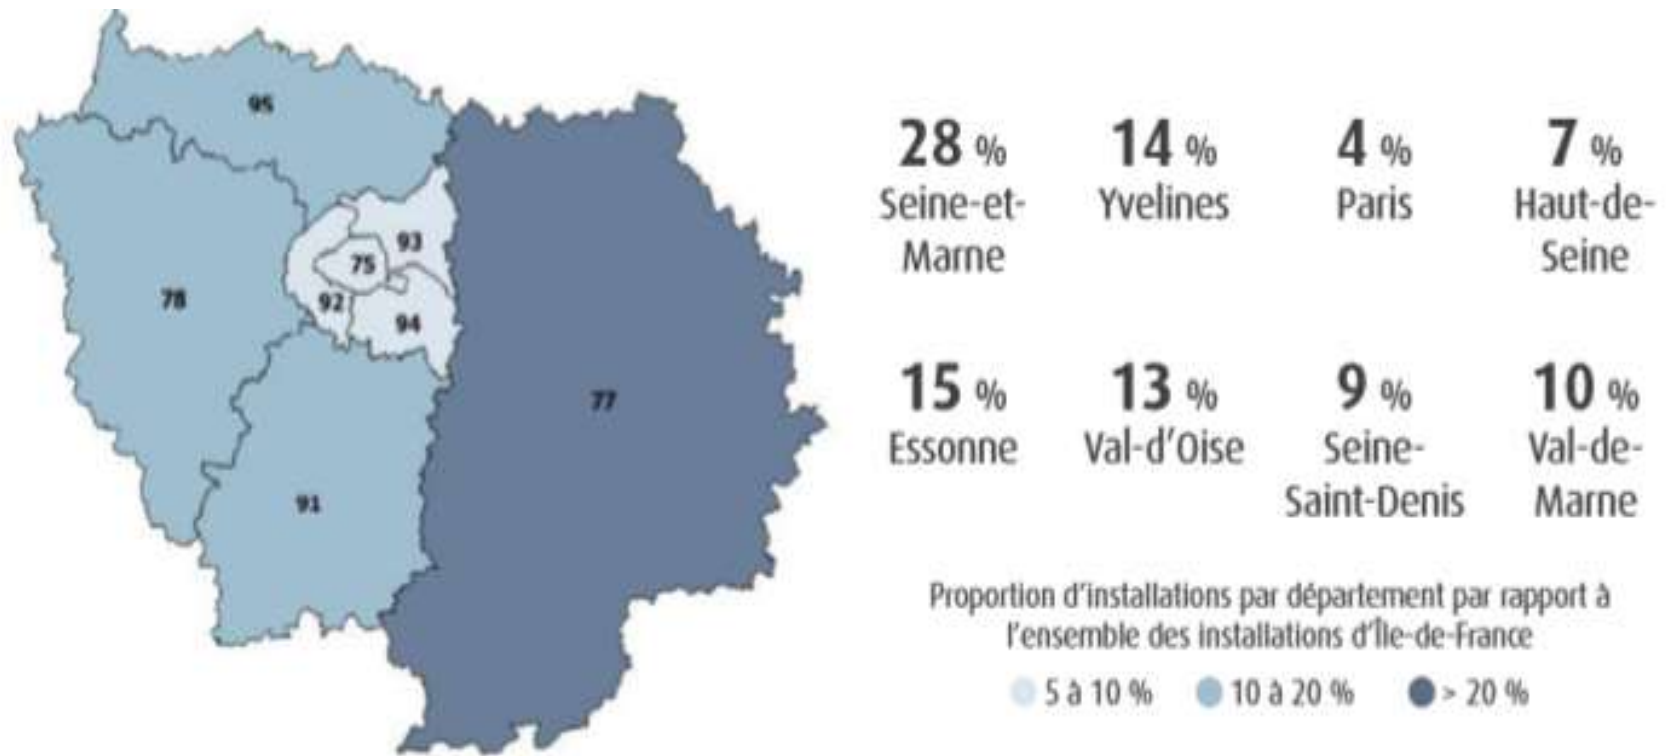 95
93
75
78
92
94
77
91
28 %
Seine-et-
Marne
14 %
Yvelines
4 %
Paris
7 %
Haut-de-
Seine
15 %
Essonne
13 %
Val-d'Oise
9 %
Seine-
Saint-Denis
10 %
Val-de-
Marne
Proportion d'installations par département par rapport à
l'ensemble des installations d'Île-de-France
5 à 10 %
10 à 20 %
> 20 %